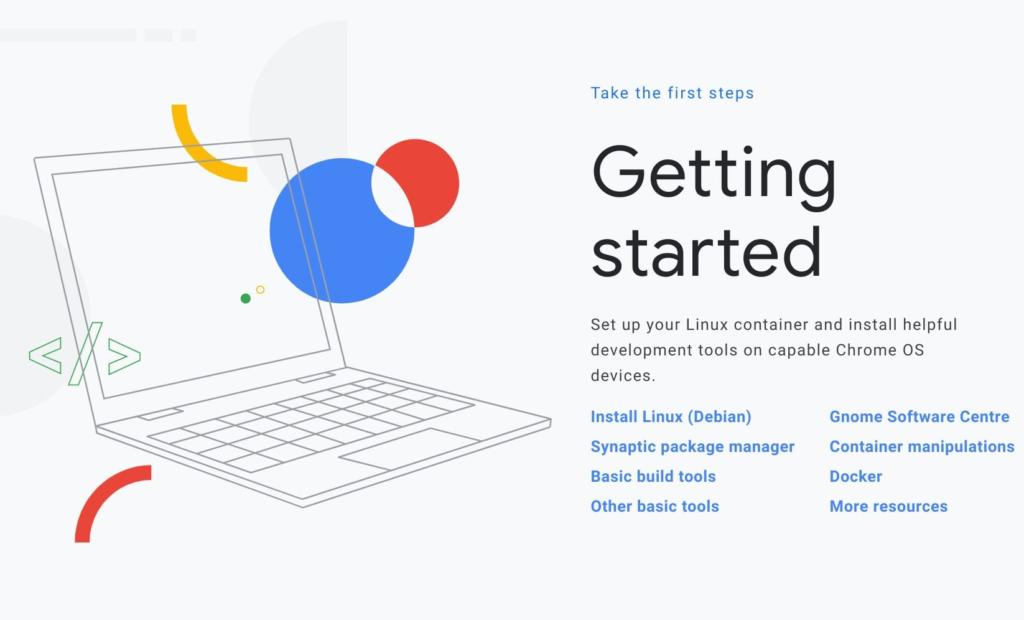 Take the first steps
Getting
started
Set up your Linux container and install helpful
development tools on capable Chrome OS
devices.
Install Linux (Debian)
Synaptic package manager
Basic build tools
Other basic tools
Gnome Software Centre
Container manipulations
Docker
More resources